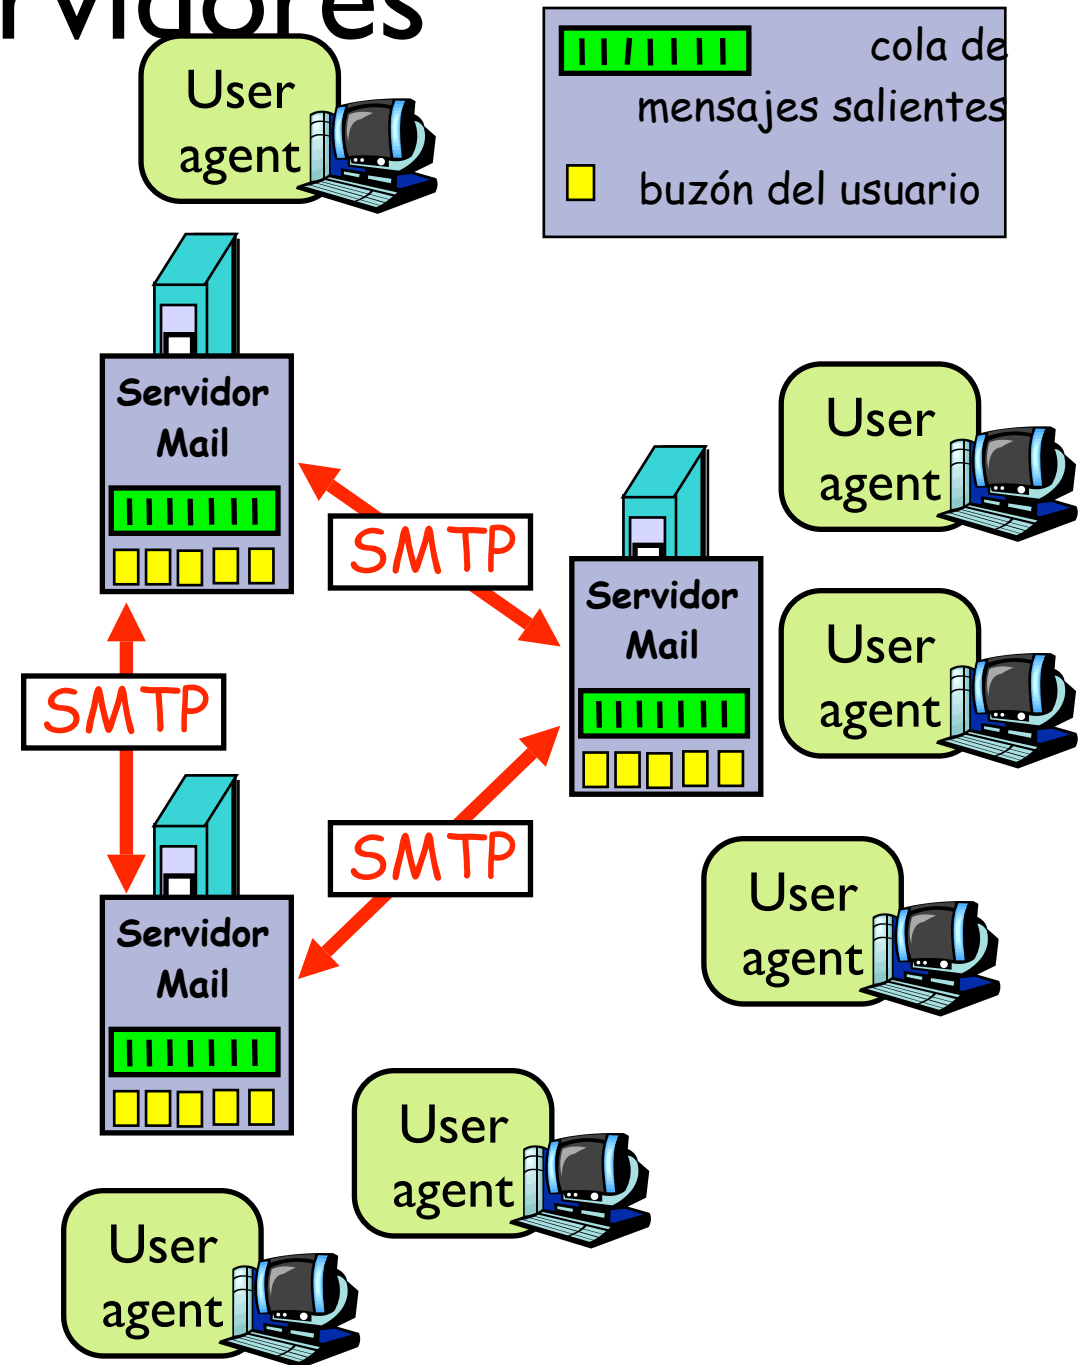 rvidores
User
agent
cola de
mensajes salientes
buzón del usuario
Servidor
Mail
SMTP
User
agent
Servidor
Mail
User
agent
SMTP
SMTP
User
agent
Servidor
Mail
User
agent
User
agent